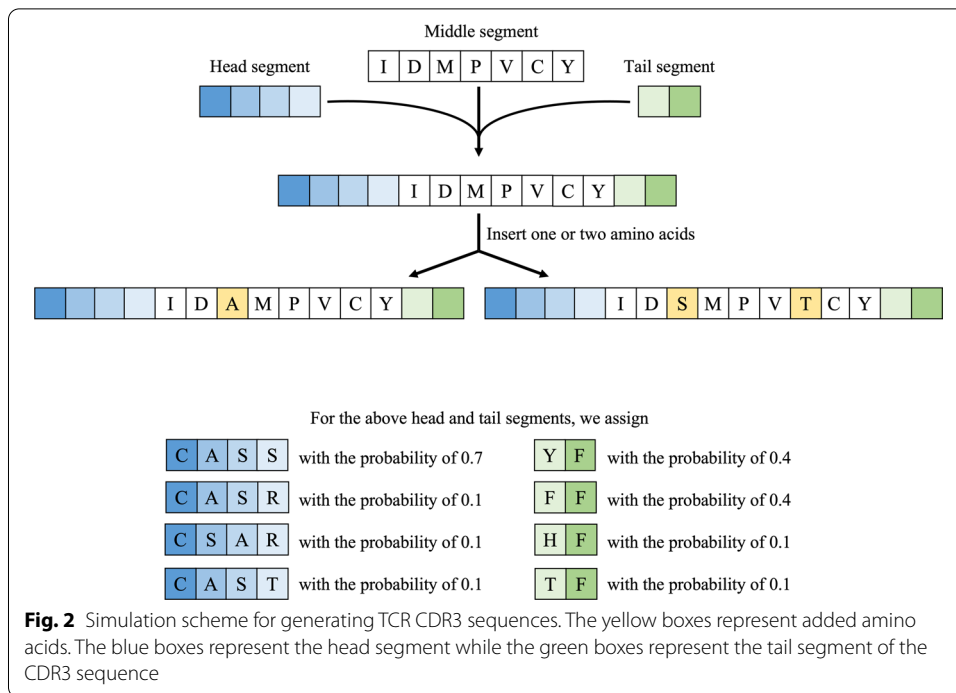 Middle segment
I D M P V C Y
Head segment
Tail segment
I D M P V C Y
Insert one or two amino acids
I D A M P V C Y
I D S M P V T C Y
For the above head and tail segments, we assign
C A S S with the probability of 0.7
Y F with the probability of 0.4
C A S R with the probability of 0.1
F F with the probability of 0.4
C S A R with the probability of 0.1
H F with the probability of 0.1
C A S T with the probability of 0.1
T F with the probability of 0.1
Fig. 2 Simulation scheme for generating TCR CDR3 sequences. The yellow boxes represent added amino
acids. The blue boxes represent the head segment while the green boxes represent the tail segment of the
CDR3 sequence